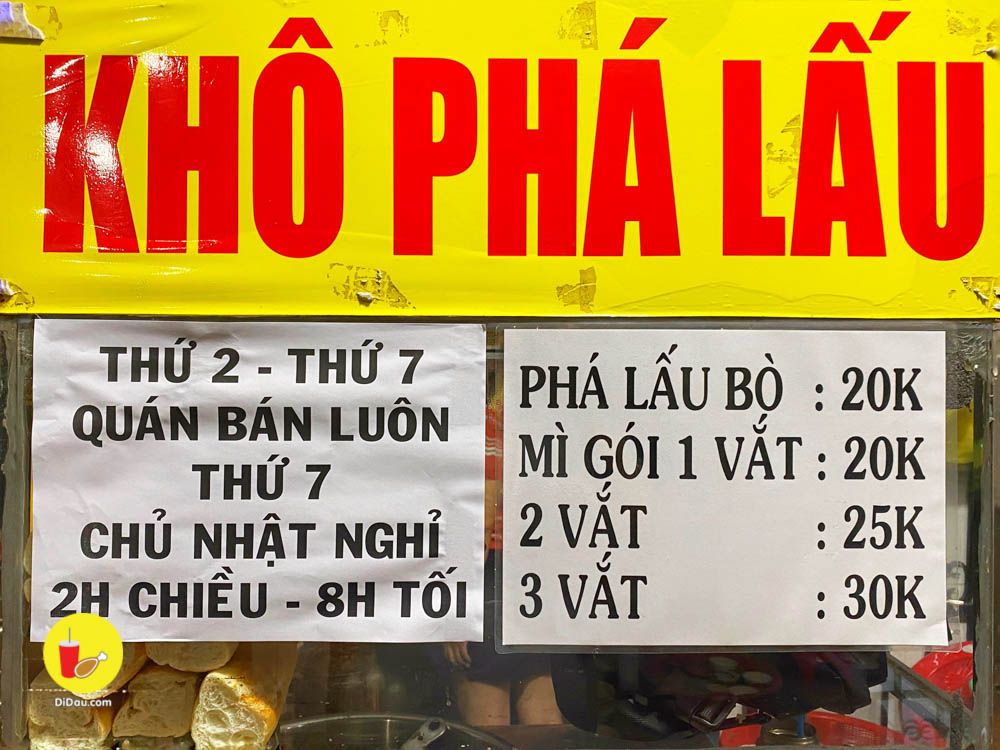 KHÔ PHÁ LẤU
THỨ 2 - THỨ 7
QUÁN BÁN LUÔN
THỨ 7
CHỦ NHẬT NGHỈ
2H CHIỀU - 8H TỐI
PHÁ LẤU BÒ : 20K
MÌ GÓI 1 VẮT : 20K
2 VẮT : 25K
3 VẮT : 30K
DiDau.com